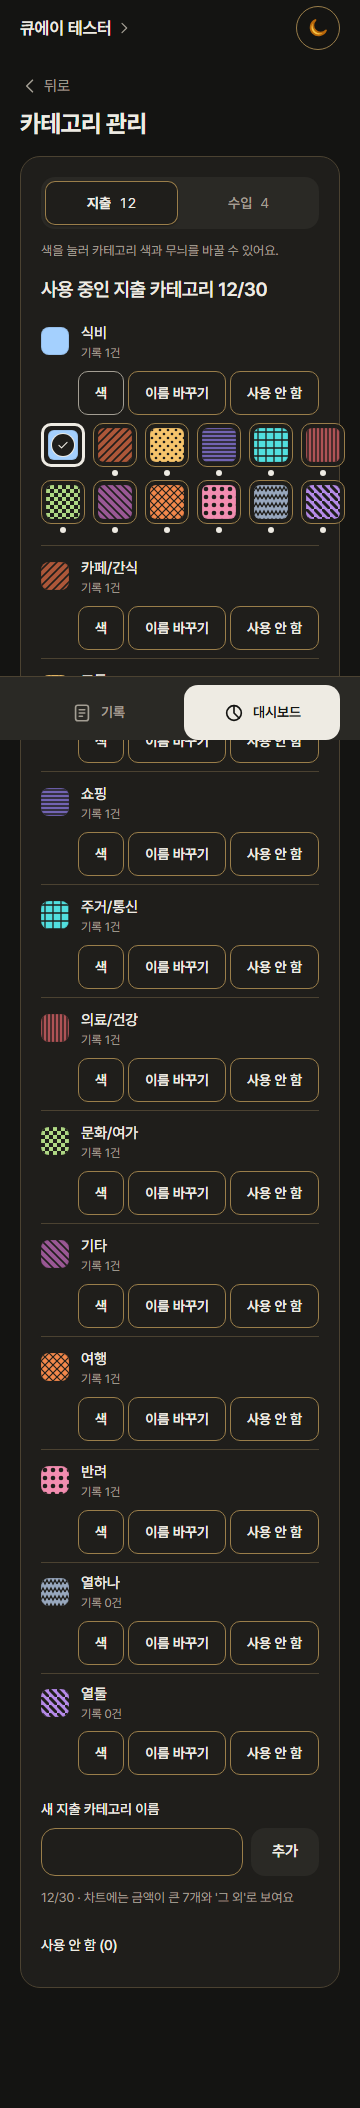 큐에이 테스터
뒤로
카테고리 관리
지출 12 수입 4
색을 눌러 카테고리 색과 무늬를 바꿀 수 있어요.
사용 중인 지출 카테고리 12/30
식비
기록 1건
색 이름 바꾸기 사용 안 함
카페/간식
기록 1건
색 이름 바꾸기 사용 안 함
기록 대시보드
색 이름 바꾸기 사용 안 함
쇼핑
기록 1건
색 이름 바꾸기 사용 안 함
주거/통신
기록 1건
색 이름 바꾸기 사용 안 함
의료/건강
기록 1건
색 이름 바꾸기 사용 안 함
문화/여가
기록 1건
색 이름 바꾸기 사용 안 함
기타
기록 1건
색 이름 바꾸기 사용 안 함
여행
기록 1건
색 이름 바꾸기 사용 안 함
반려
기록 1건
색 이름 바꾸기 사용 안 함
열하나
기록 0건
색 이름 바꾸기 사용 안 함
열둘
기록 0건
색 이름 바꾸기 사용 안 함
새 지출 카테고리 이름
추가
12/30 · 차트에는 금액이 큰 7개와 '그 외'로 보여요
사용 안 함 (0)